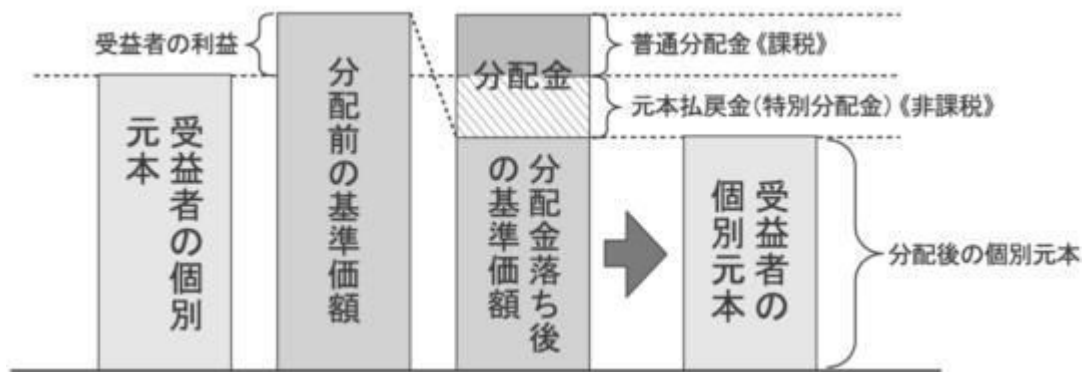 受益者の利益
受益者の個別
元本
分配前の基準価額
分配金
普通分配金《課税》
元本払戻金(特別分配金)《非課税》
分配金落ち後
の基準価額
受益者の
個別元本
分配後の個別元本